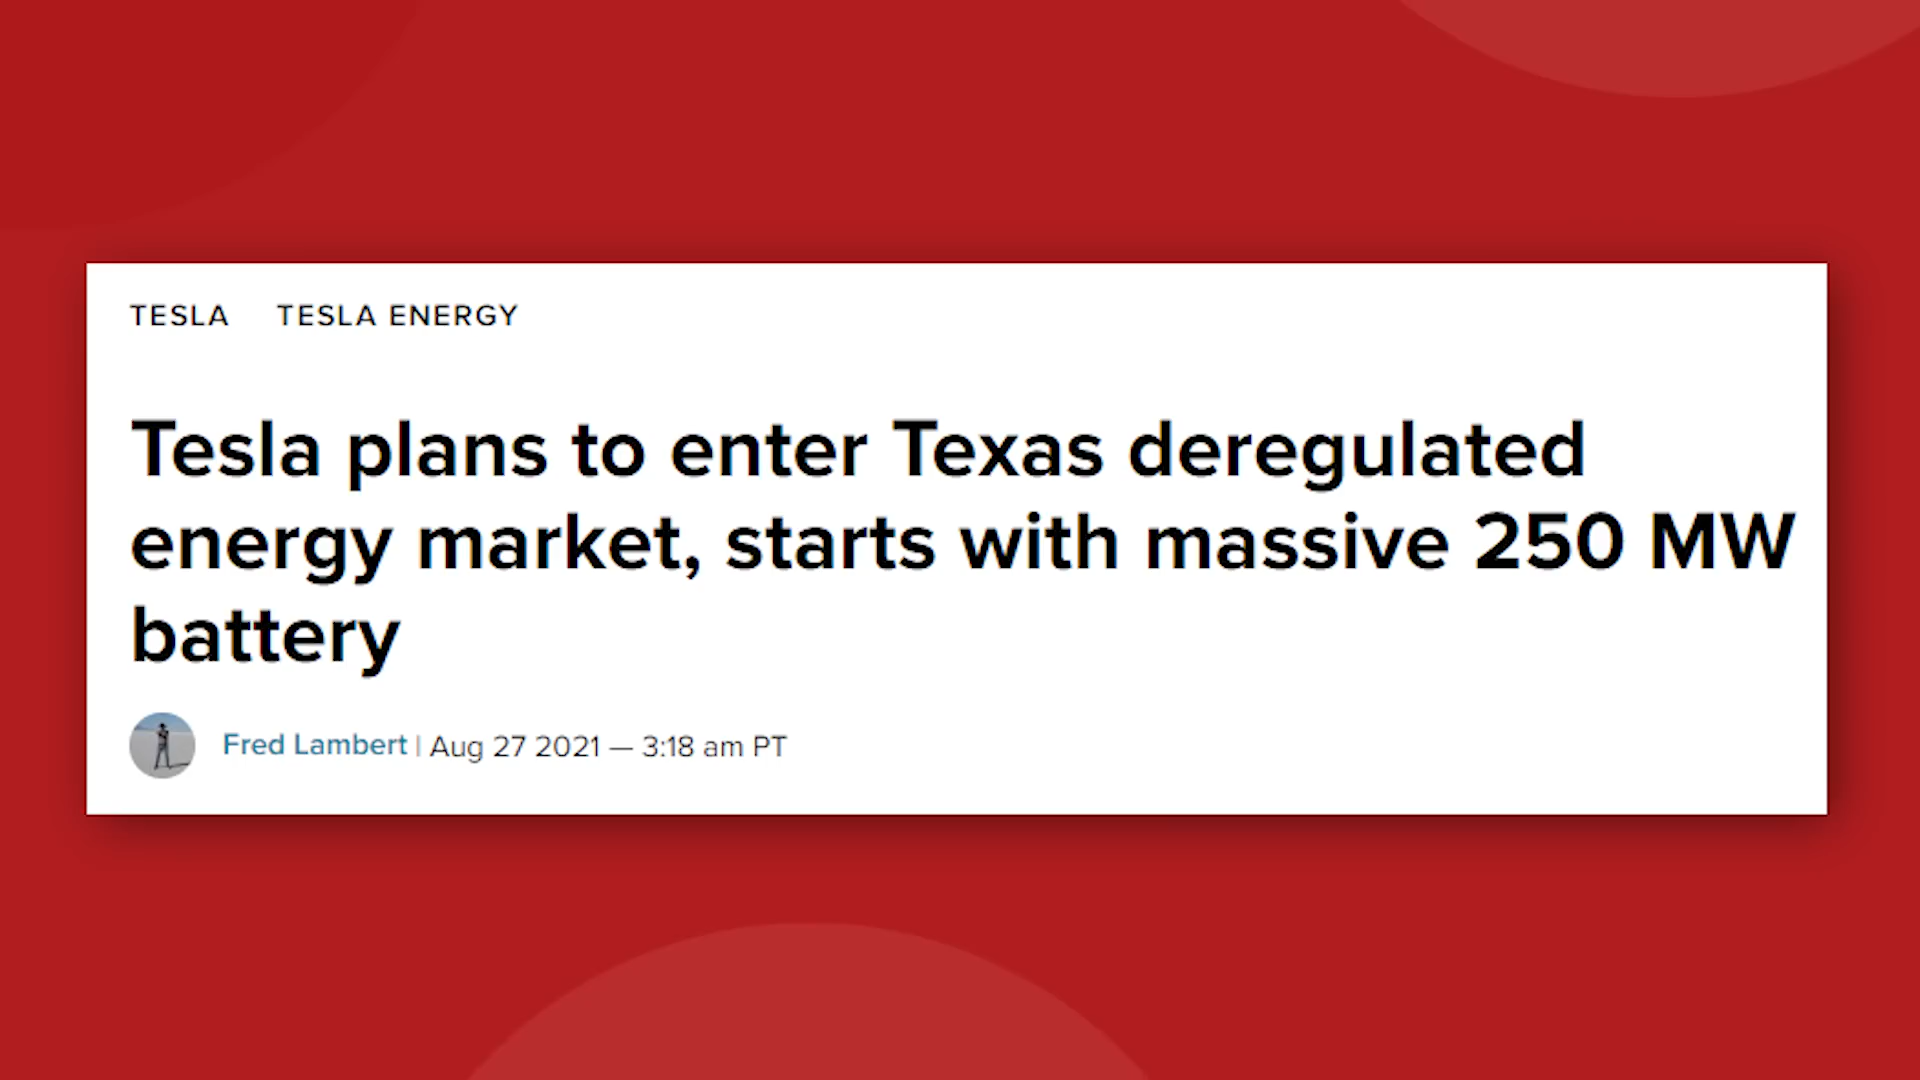 TESLA TESLA ENERGY
Tesla plans to enter Texas deregulated
energy market, starts with massive 250 MW
battery
Fred Lambert | Aug 27 2021 — 3:18 am PT